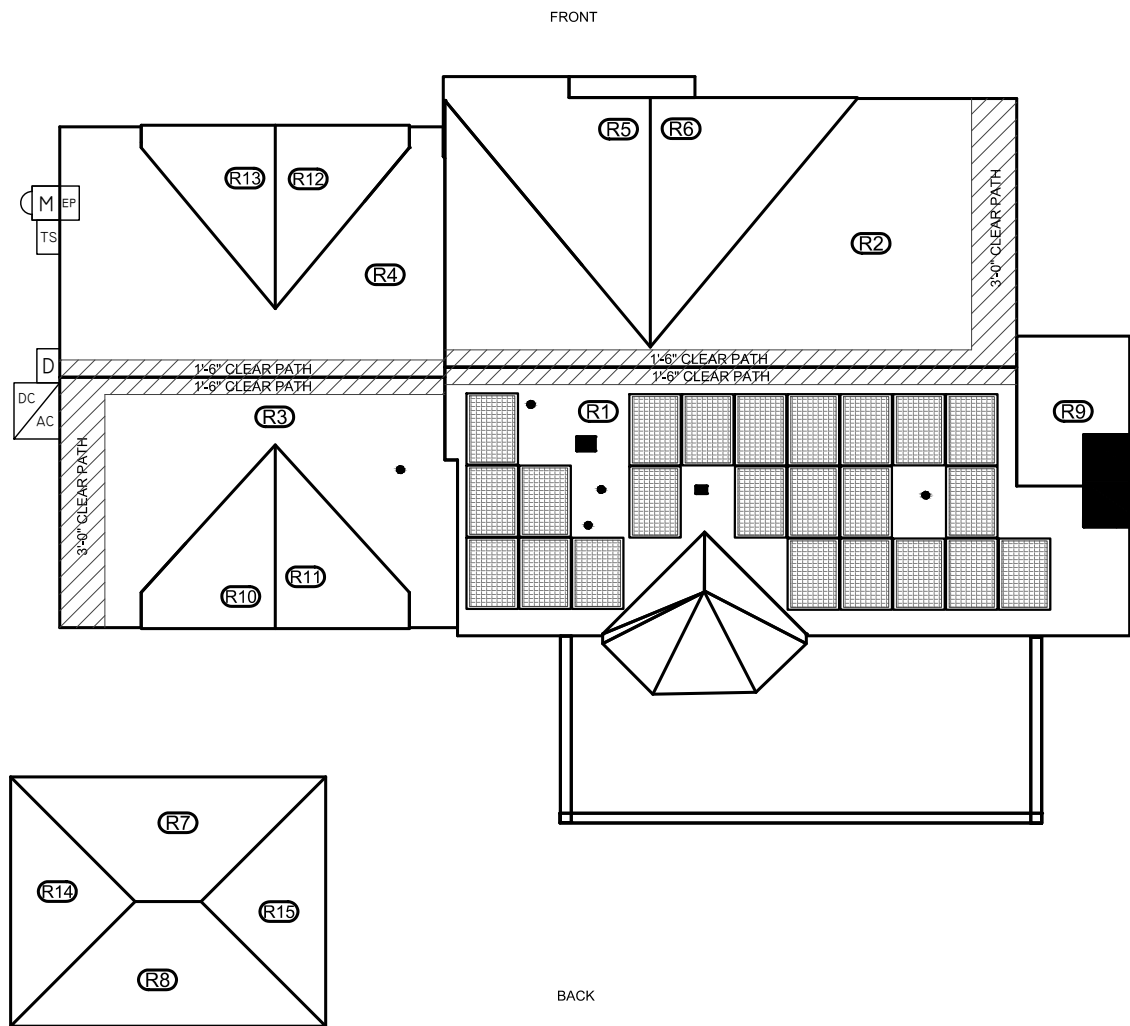 FRONT
R5
R6
R13
R12
M
EP
TS
R4
R2
3'-0" CLEAR PATH
D
1'-6" CLEAR PATH
1'-6" CLEAR PATH
1'-6" CLEAR PATH
1'-6" CLEAR PATH
DC
AC
R3
R1
R9
3'-0" CLEAR PATH
R10
R11
R7
R14
R15
R8
BACK